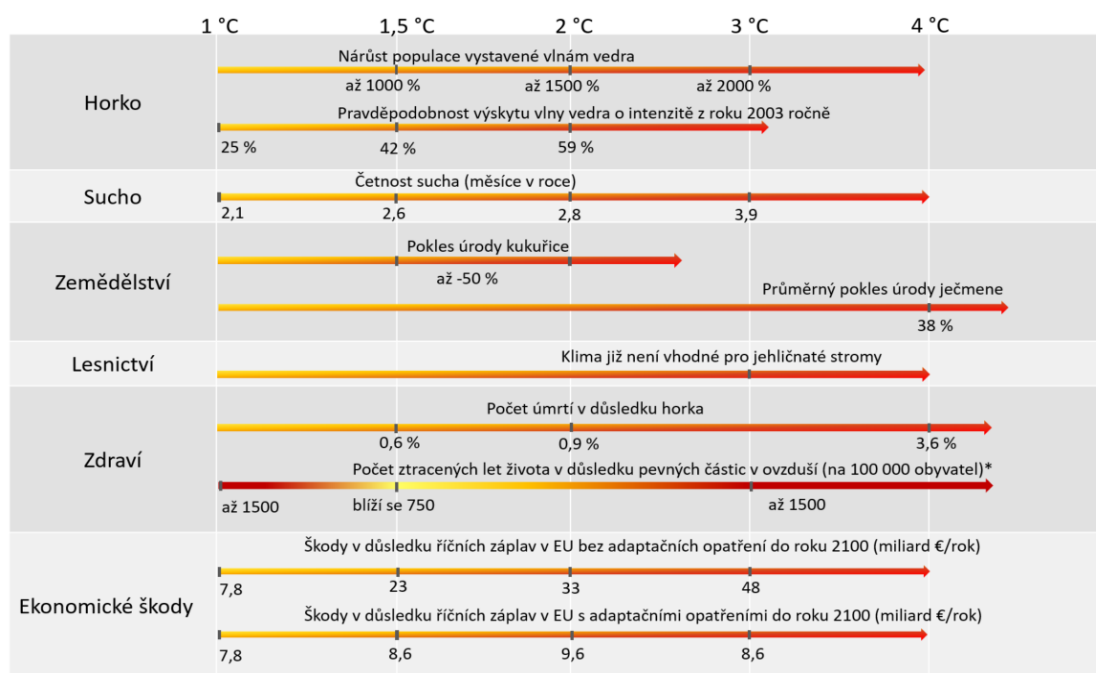 1 °C 1,5 °C 2 °C 3 °C 4 °C
Horko
Nárůst populace vystavené vlnám vedra
až 1000 % až 1500 % až 2000 %
Pravděpodobnost výskytu vlny vedra o intenzitě z roku 2003 ročně
25 % 42 % 59 %
Sucho
Četnost sucha (měsíce v roce)
2,1 2,6 2,8 3,9
Zemědělství
Pokles úrody kukuřice
až -50 %
Průměrný pokles úrody ječmene
38 %
Lesnictví
Klima již není vhodné pro jehličnaté stromy
Zdraví
Počet úmrtí v důsledku horka
0,6 % 0,9 % 3,6 %
Počet ztracených let života v důsledku pevných částic v ovzduší (na 100 000 obyvatel)*
až 1500 blíží se 750 až 1500
Ekonomické škody
Škody v důsledku říčních záplav v EU bez adaptačních opatření do roku 2100 (miliard €/rok)
7,8 23 33 48
Škody v důsledku říčních záplav v EU s adaptačními opatřeními do roku 2100 (miliard €/rok)
7,8 8,6 9,6 8,6